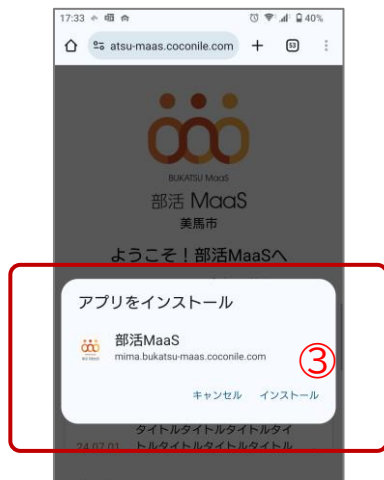 17:33
40%
atsu-maas.coconile.com
53
BUKATSU MaaS
部活 MaaS
美馬市
ようこそ！部活MaaSへ
アプリをインストール
部活MaaS
mima.bukatsu-maas.coconile.com
③
キャンセル インストール
タイトルタイトルタイトルタイ
24.07.01 トルタイトルタイトルタイトル